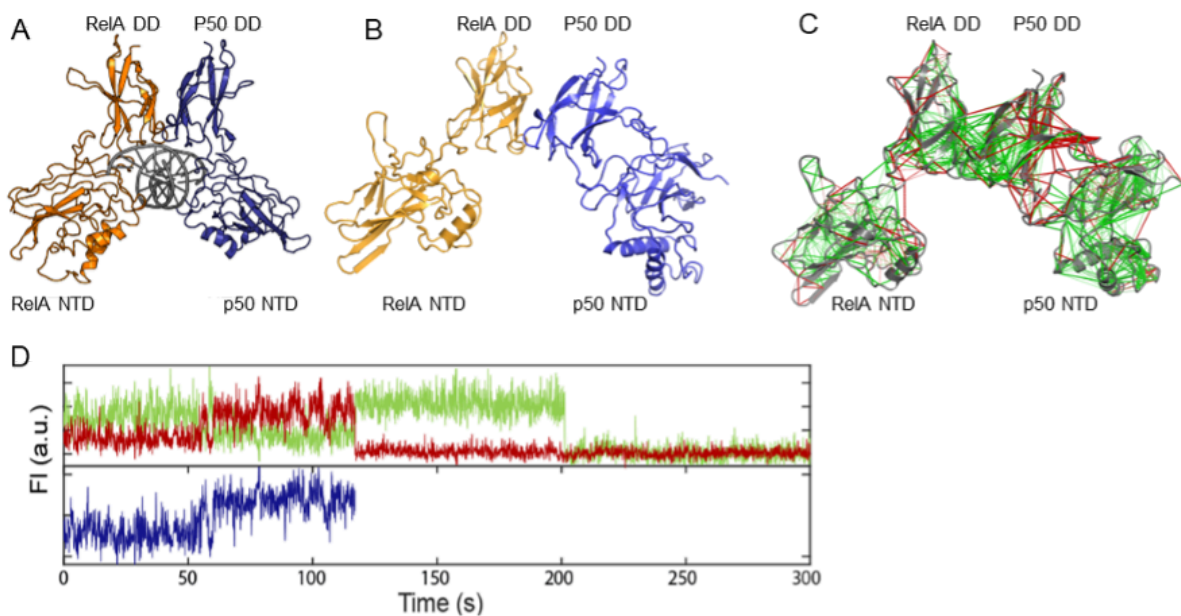 A RelA DD P50 DD
RelA NTD p50 NTD
B RelA DD P50 DD
RelA NTD p50 NTD
C RelA DD P50 DD
RelA NTD p50 NTD
D
FI (a.u.)
0 50 100 150 200 250 300
Time (s)